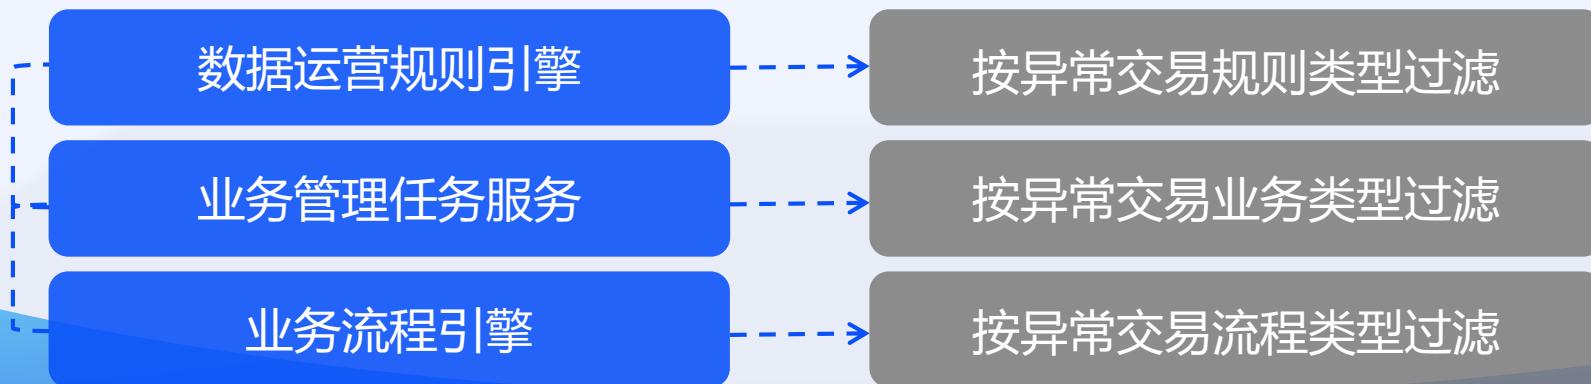 数据运营规则引擎
按异常交易规则类型过滤
业务管理任务服务
按异常交易业务类型过滤
业务流程引擎
按异常交易流程类型过滤